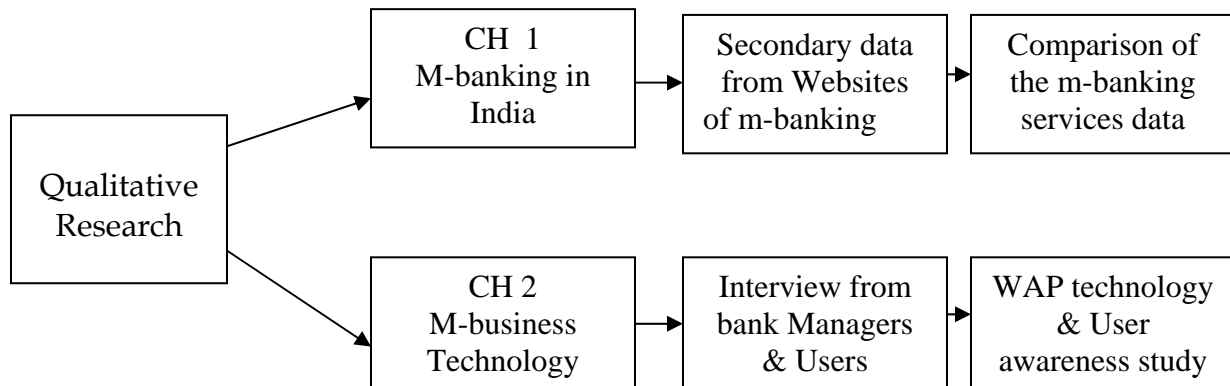 Qualitative
Research
CH 1
M-banking in
India
Secondary data
from Websites
of m-banking
Comparison of
the m-banking
services data
CH 2
M-business
Technology
Interview from
bank Managers
& Users
WAP technology
& User
awareness study